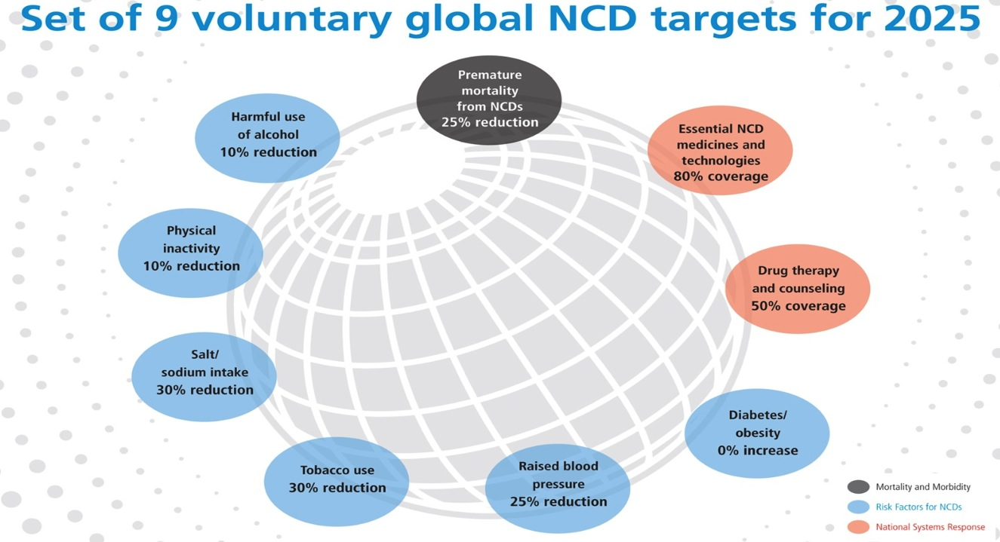 Set of 9 voluntary global NCD targets for 2025
Premature
mortality
from NCDs
25% reduction
Harmful use
of alcohol
10% reduction
Essential NCD
medicines and
technologies
80% coverage
Physical
inactivity
10% reduction
Drug therapy
and counseling
50% coverage
Salt/
sodium intake
30% reduction
Diabetes/
obesity
0% increase
Tobacco use
30% reduction
Raised blood
pressure
25% reduction
Mortality and Morbidity
Risk Factors for NCDs
National Systems Response